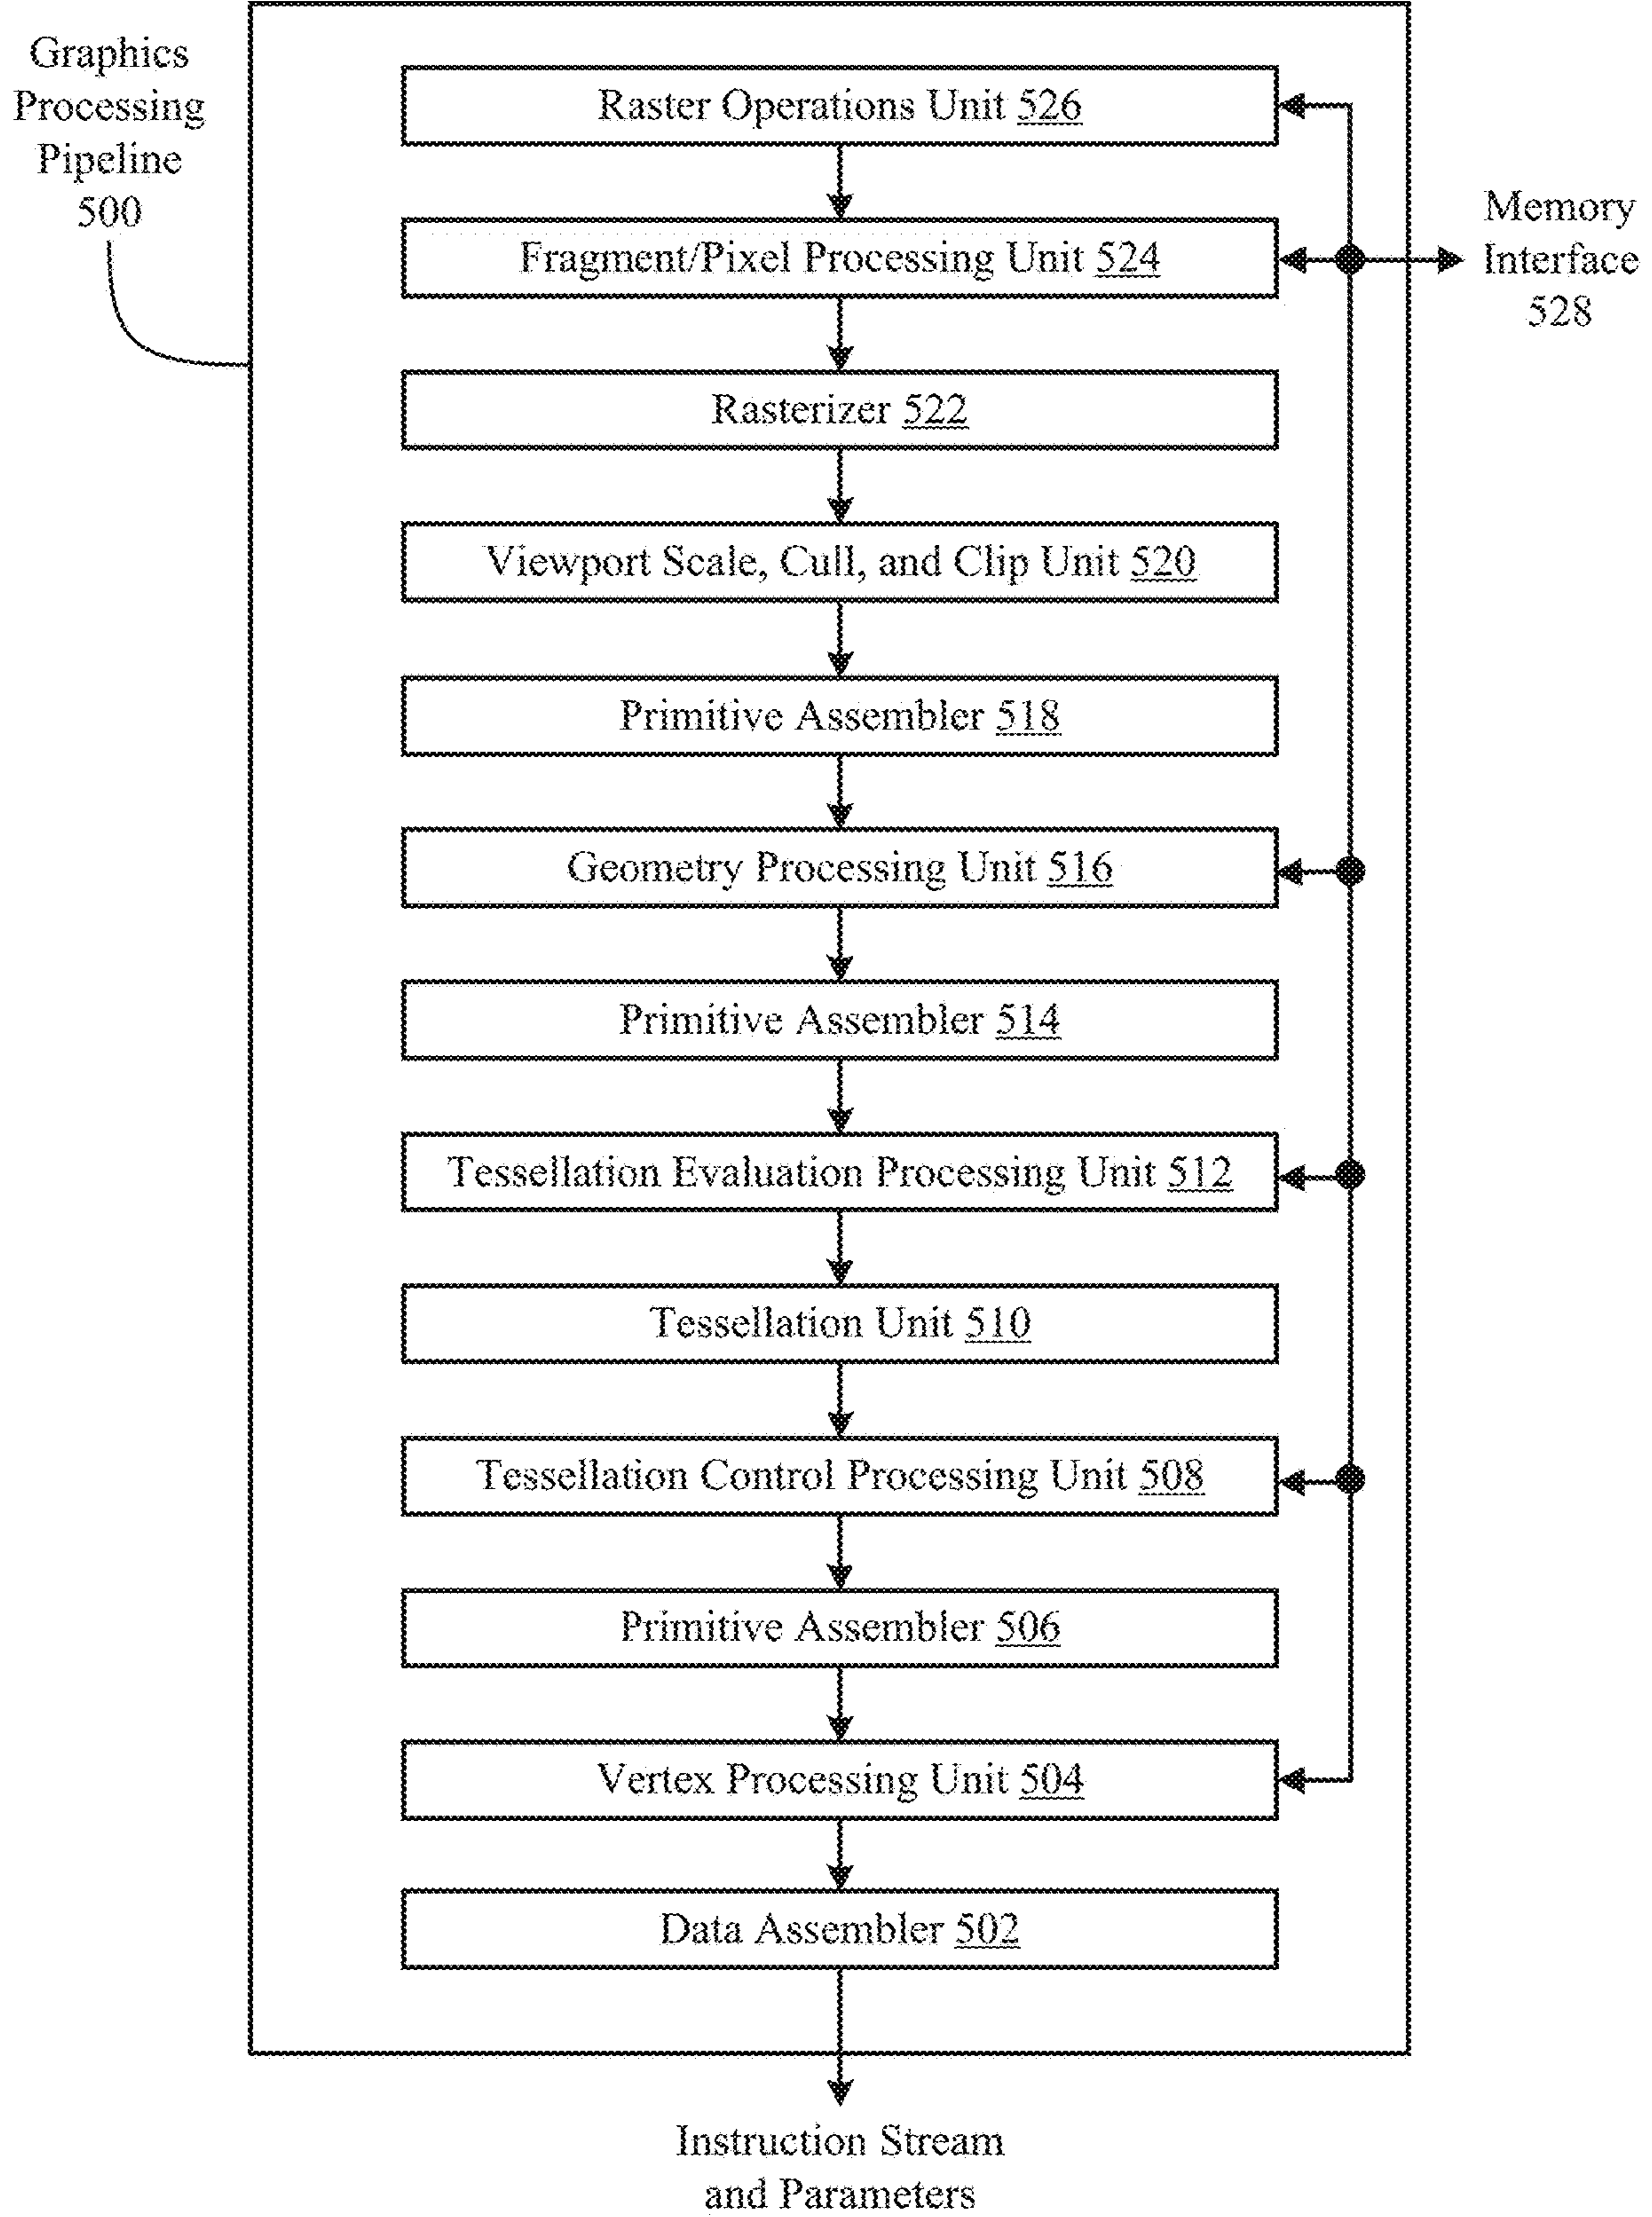 Graphics
Processing
Pipeline
500
Raster Operations Unit 526
Fragment/Pixel Processing Unit 524
Memory
Interface
528
Rasterizer 522
Viewport Scale, Cull, and Clip Unit 520
Primitive Assembler 518
Geometry Processing Unit 516
Primitive Assembler 514
Tessellation Evaluation Processing Unit 512
Tessellation Unit 510
Tessellation Control Processing Unit 508
Primitive Assembler 506
Vertex Processing Unit 504
Data Assembler 502
Instruction Stream
and Parameters